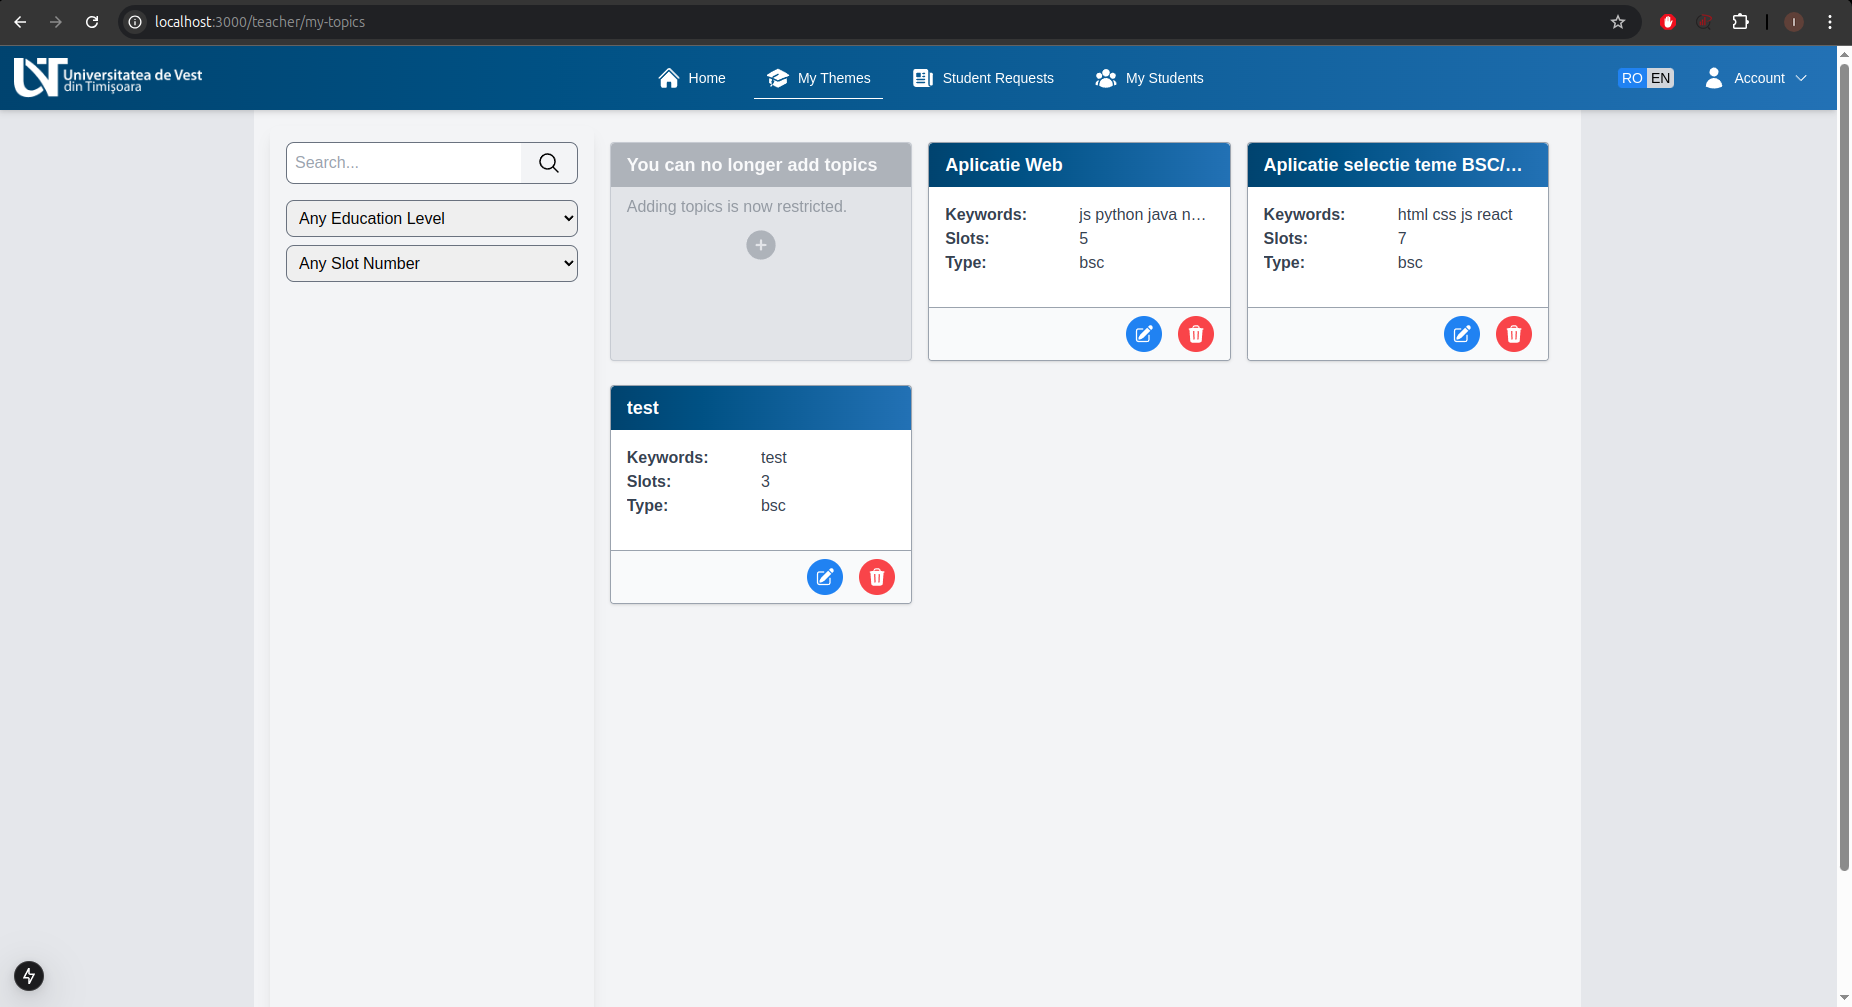 localhost:3000/teacher/my-topics
I
Universitatea de Vest
din Timișoara
Home
My Themes
Student Requests
My Students
RO EN
Account
Search...
Any Education Level
Any Slot Number
You can no longer add topics
Adding topics is now restricted.
Aplicatie Web
Keywords: js python java n...
Slots: 5
Type: bsc
Aplicatie selectie teme BSC/...
Keywords: html css js react
Slots: 7
Type: bsc
test
Keywords: test
Slots: 3
Type: bsc